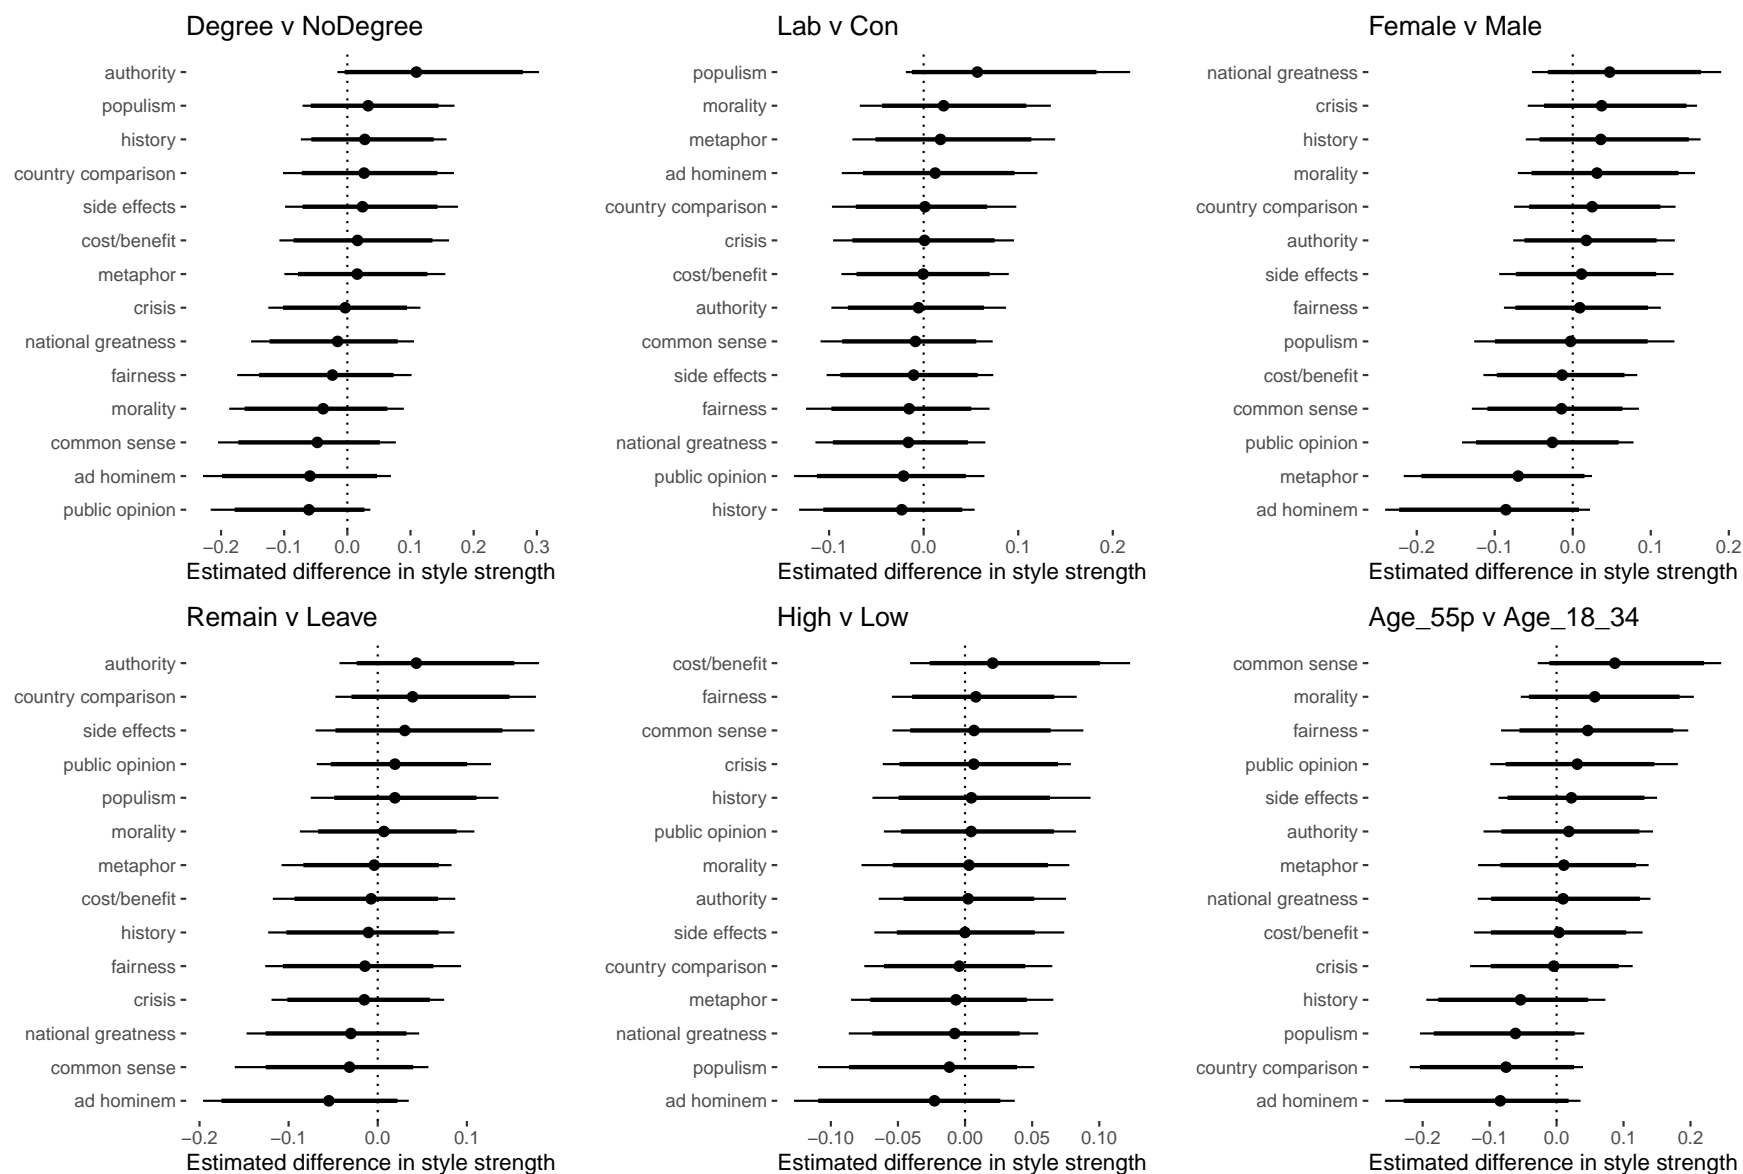 Degree v NoDegree
authority
populism
history
country comparison
side effects
cost/benefit
metaphor
crisis
national greatness
fairness
morality
common sense
ad hominem
public opinion
−0.2 −0.1 0.0 0.1 0.2 0.3
Estimated difference in style strength
Lab v Con
populism
morality
metaphor
ad hominem
country comparison
crisis
cost/benefit
authority
common sense
side effects
fairness
national greatness
public opinion
history
−0.1 0.0 0.1 0.2
Estimated difference in style strength
Female v Male
national greatness
crisis
history
morality
country comparison
authority
side effects
fairness
populism
cost/benefit
common sense
public opinion
metaphor
ad hominem
−0.2 −0.1 0.0 0.1 0.2
Estimated difference in style strength
Remain v Leave
authority
country comparison
side effects
public opinion
populism
morality
metaphor
cost/benefit
history
fairness
crisis
national greatness
common sense
ad hominem
−0.2 −0.1 0.0 0.1
Estimated difference in style strength
High v Low
cost/benefit
fairness
common sense
crisis
history
public opinion
morality
authority
side effects
country comparison
metaphor
national greatness
populism
ad hominem
−0.10 −0.05 0.00 0.05 0.10
Estimated difference in style strength
Age_55p v Age_18_34
common sense
morality
fairness
public opinion
side effects
authority
metaphor
national greatness
cost/benefit
crisis
history
populism
country comparison
ad hominem
−0.2 −0.1 0.0 0.1 0.2
Estimated difference in style strength